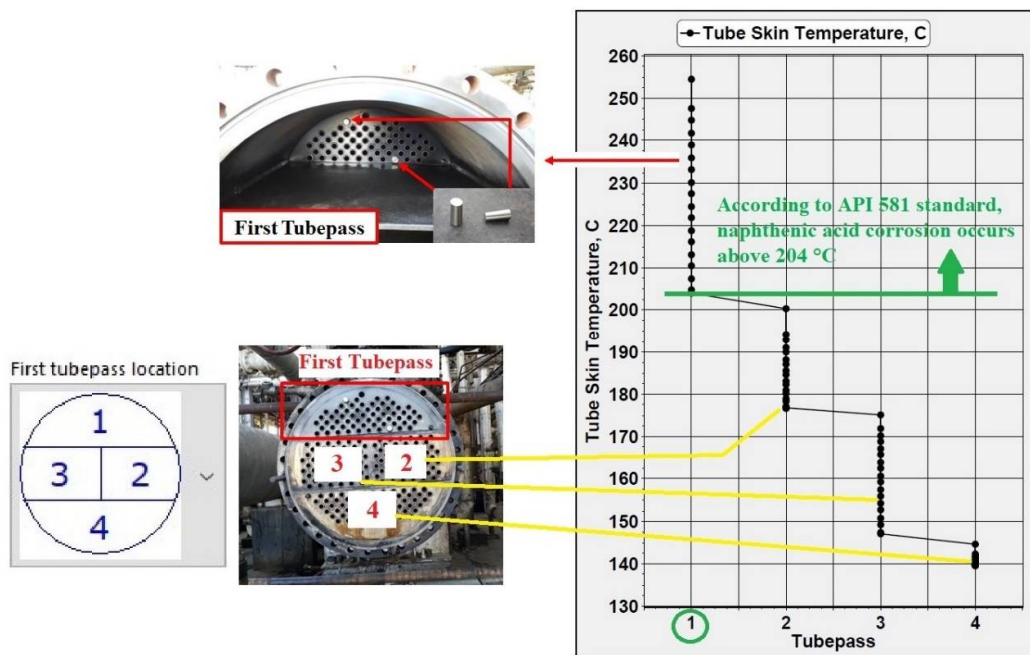 Tube Skin Temperature, C
260
250
240
230
220
210
200
190
180
170
160
150
140
130
Tube Skin Temperature, C
According to API 581 standard,
naphthenic acid corrosion occurs
above 204 °C
1
2
3
4
Tubepass
First Tubepass
First tubepass location
1
3 2
4
First Tubepass
3 2
4